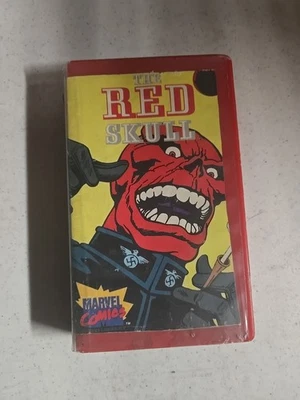 THE
RED
SKULL
MARVEL
COMICS